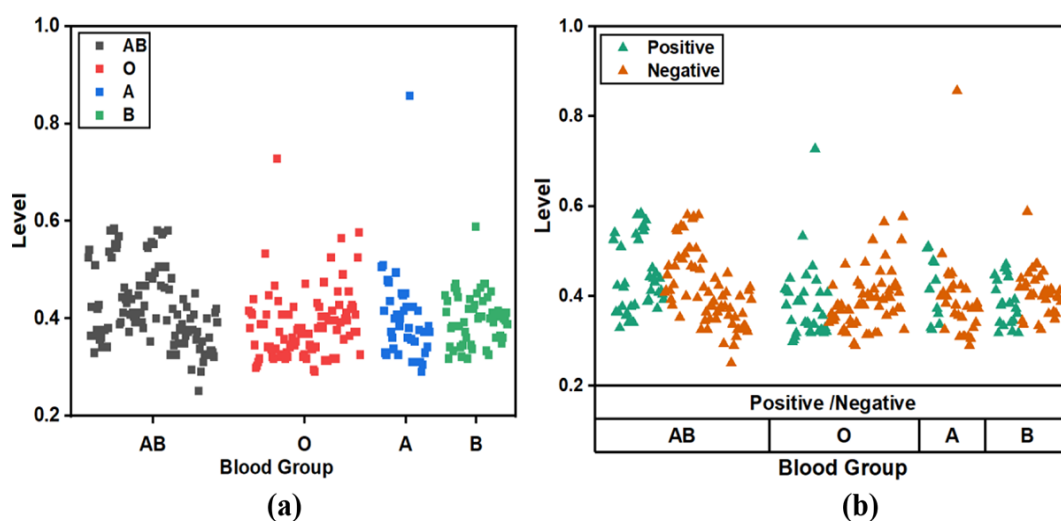 1.0
0.8
0.6
0.4
0.2
Level
AB
O
A
B
AB
O
A
B
Blood Group
(a)
1.0
0.8
0.6
0.4
0.2
Level
Positive
Negative
Positive /Negative
AB
O
A
B
Blood Group
(b)